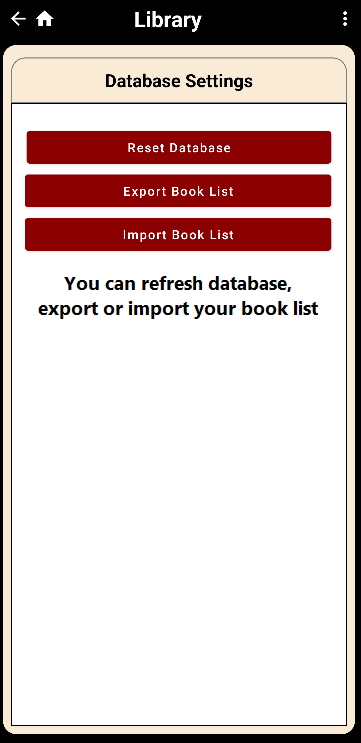 Library
Database Settings
Reset Database
Export Book List
Import Book List
You can refresh database,
export or import your book list